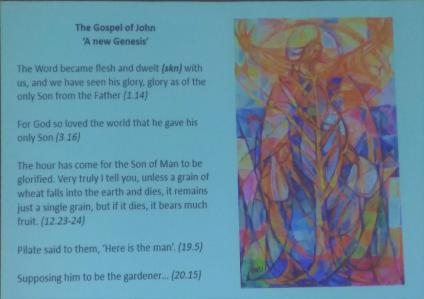 The Gospel of John
'A new Genesis'
The Word became flesh and dwelt (skn) with
us, and we have seen his glory, glory as of the
only Son from the Father (1.14)
For God so loved the world that he gave his
only Son (3.16)
The hour has come for the Son of Man to be
glorified. Very truly I tell you, unless a grain of
wheat falls into the earth and dies, it remains
just a single grain, but if it dies, it bears much
fruit. (12.23-24)
Pilate said to them, 'Here is the man'. (19.5)
Supposing him to be the gardener... (20.15)